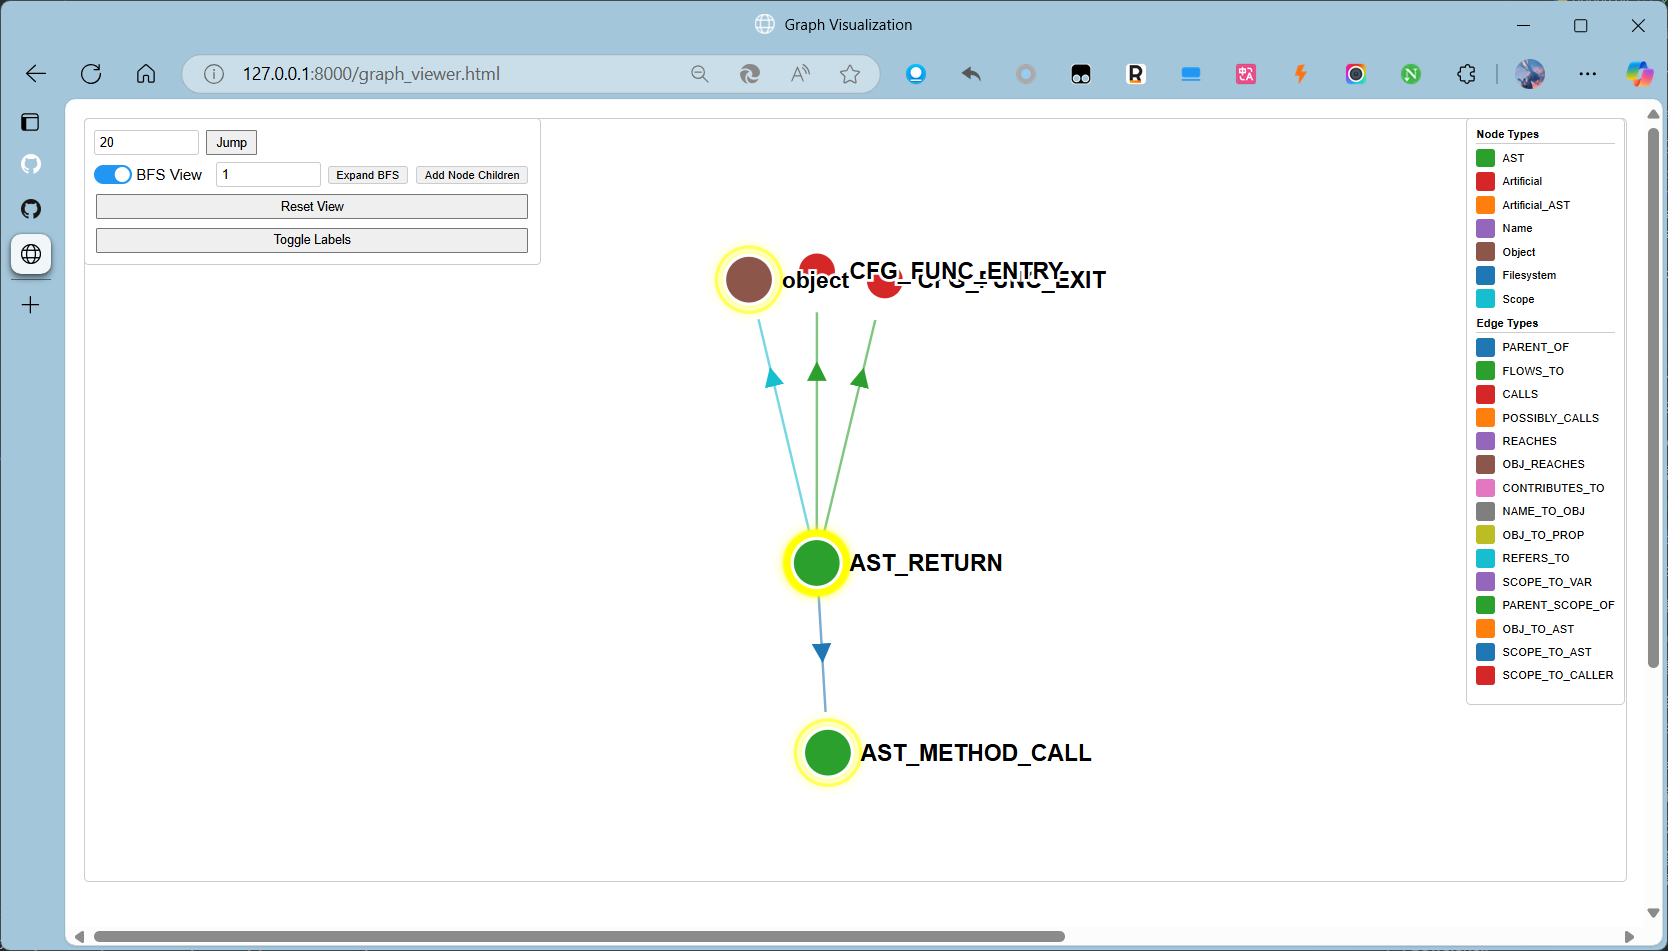 Graph Visualization
127.0.0.1:8000/graph_viewer.html
20
Jump
BFS View
1
Expand BFS
Add Node Children
Reset View
Toggle Labels
object
CFG_FUNC_ENTRY
CFG_FUNC_EXIT
AST_RETURN
AST_METHOD_CALL
Node Types
AST
Artificial
Artificial_AST
Name
Object
Filesystem
Scope
Edge Types
PARENT_OF
FLOWS_TO
CALLS
POSSIBLY_CALLS
REACHES
OBJ_REACHES
CONTRIBUTES_TO
NAME_TO_OBJ
OBJ_TO_PROP
REFERS_TO
SCOPE_TO_VAR
PARENT_SCOPE_OF
OBJ_TO_AST
SCOPE_TO_AST
SCOPE_TO_CALLER